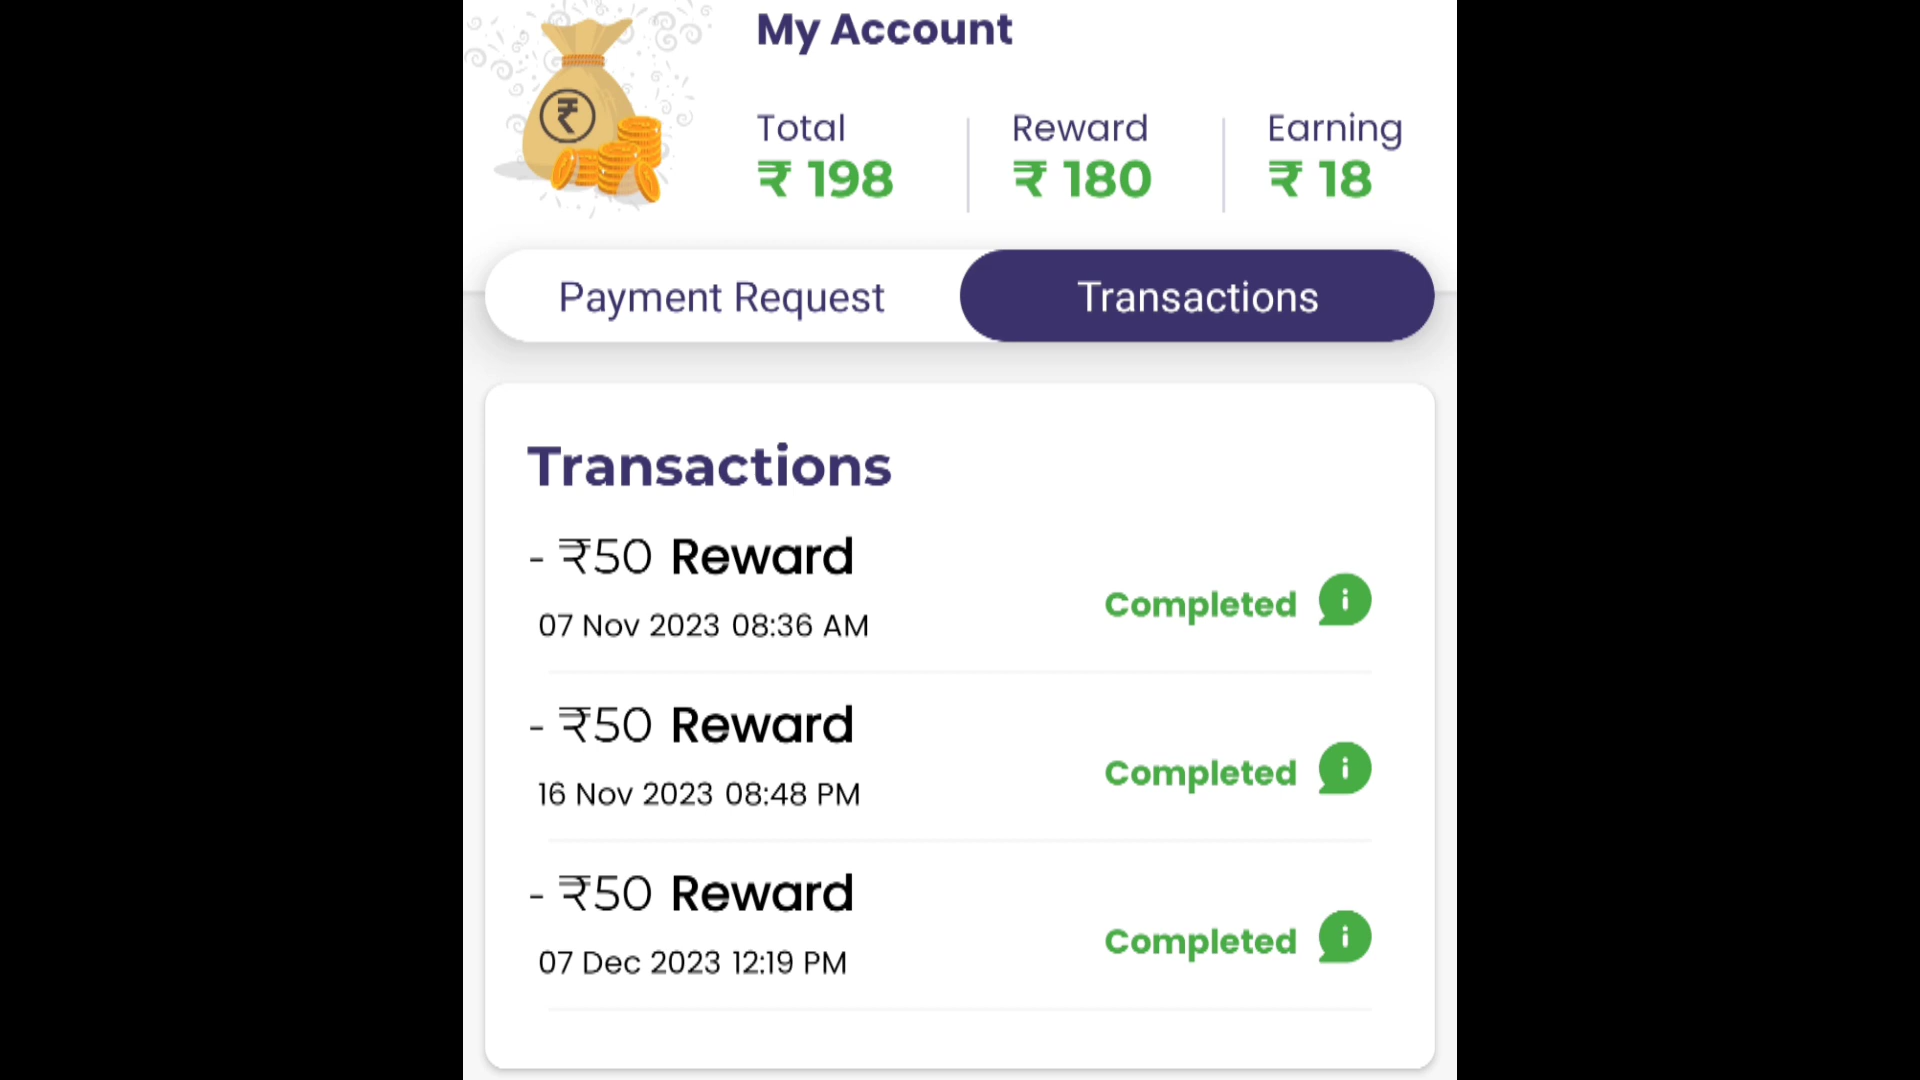 My Account
Total Reward Earning
₹ 198 ₹ 180 ₹ 18
Payment Request Transactions
Transactions
- ₹50 Reward
Completed
07 Nov 2023 08:36 AM
- ₹50 Reward
Completed
16 Nov 2023 08:48 PM
- ₹50 Reward
Completed
07 Dec 2023 12:19 PM